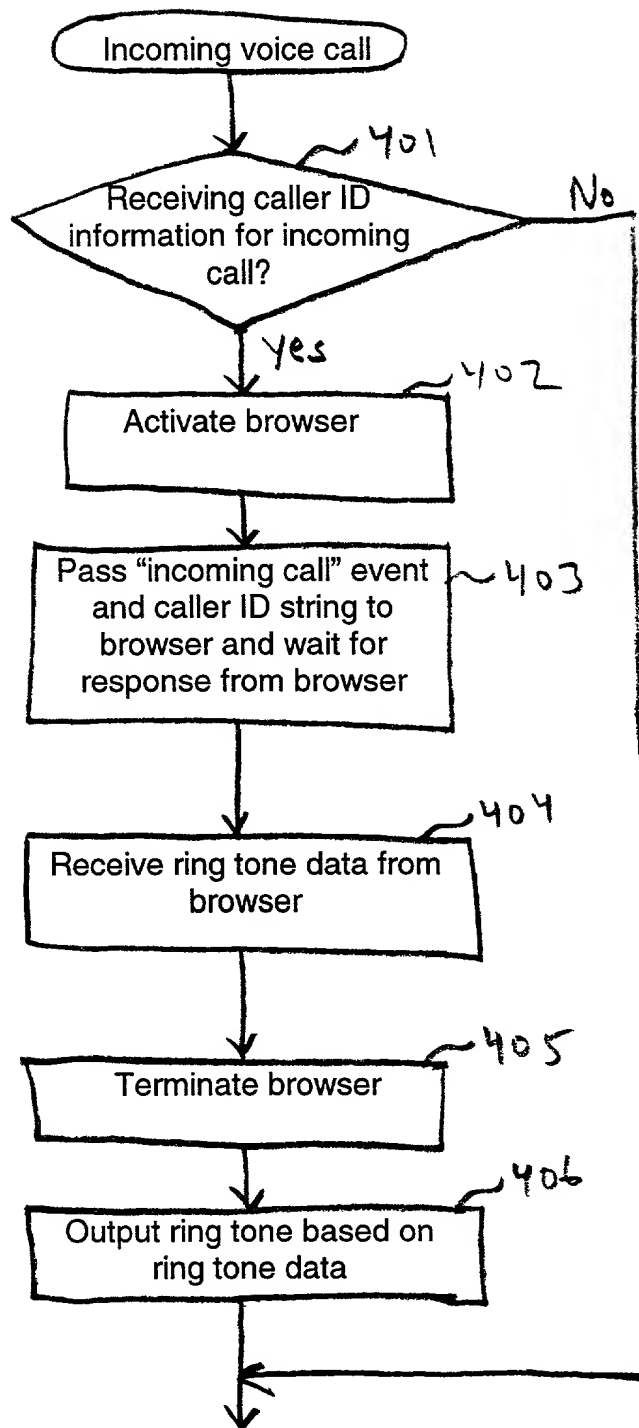 Incoming voice call
401
Receiving caller ID
information for incoming
call?
No
yes
402
Activate browser
403
Pass "incoming call" event
and caller ID string to
browser and wait for
response from browser
404
Receive ring tone data from
browser
405
Terminate browser
406
Output ring tone based on
ring tone data